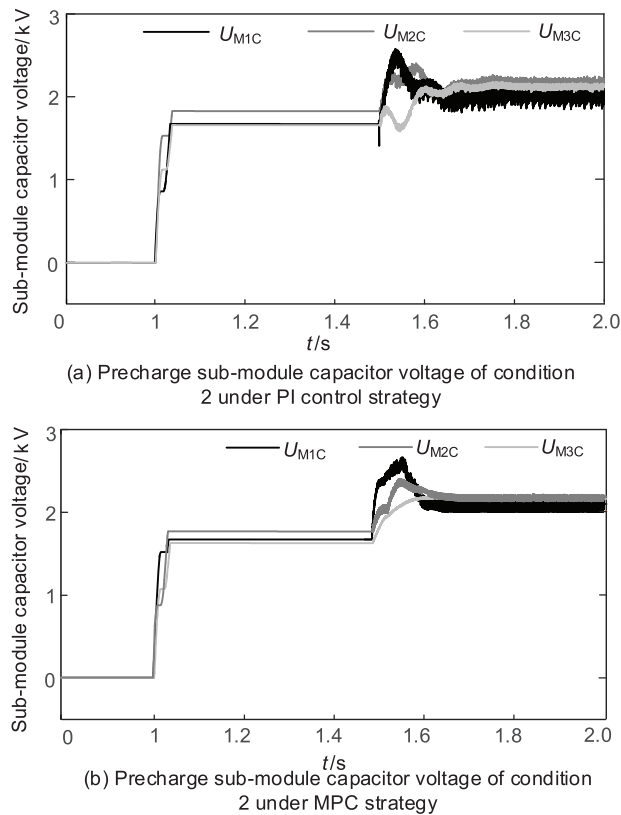 3
U_M1C U_M2C U_M3C
2
1
0
Sub-module capacitor voltage/kV
0 1 1.2 1.4 1.6 1.8 2.0
t/s
(a) Precharge sub-module capacitor voltage of condition
2 under PI control strategy
3
U_M1C U_M2C U_M3C
2
1
0
Sub-module capacitor voltage/kV
0 1 1.2 1.4 1.6 1.8 2.0
t/s
(b) Precharge sub-module capacitor voltage of condition
2 under MPC strategy